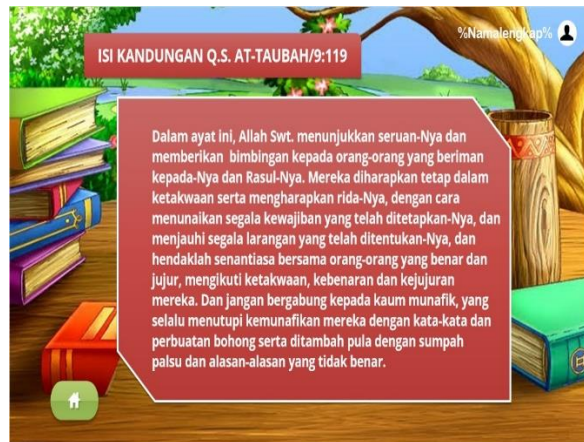 %Namalengkap%
ISI KANDUNGAN Q.S. AT-TAUBAH/9:119
Dalam ayat ini, Allah Swt. menunjukkan seruan-Nya dan
memberikan bimbingan kepada orang-orang yang beriman
kepada-Nya dan Rasul-Nya. Mereka diharapkan tetap dalam
ketakwaan serta mengharapkan rida-Nya, dengan cara
menunaikan segala kewajiban yang telah ditetapkan-Nya, dan
menjauhi segala larangan yang telah ditentukan-Nya, dan
hendaklah senantiasa bersama orang-orang yang benar dan
jujur, mengikuti ketakwaan, kebenaran dan kejujuran
mereka. Dan jangan bergabung kepada kaum munafik, yang
selalu menutupi kemunafikan mereka dengan kata-kata dan
perbuatan bohong serta ditambah pula dengan sumpah
palsu dan alasan-alasan yang tidak benar.